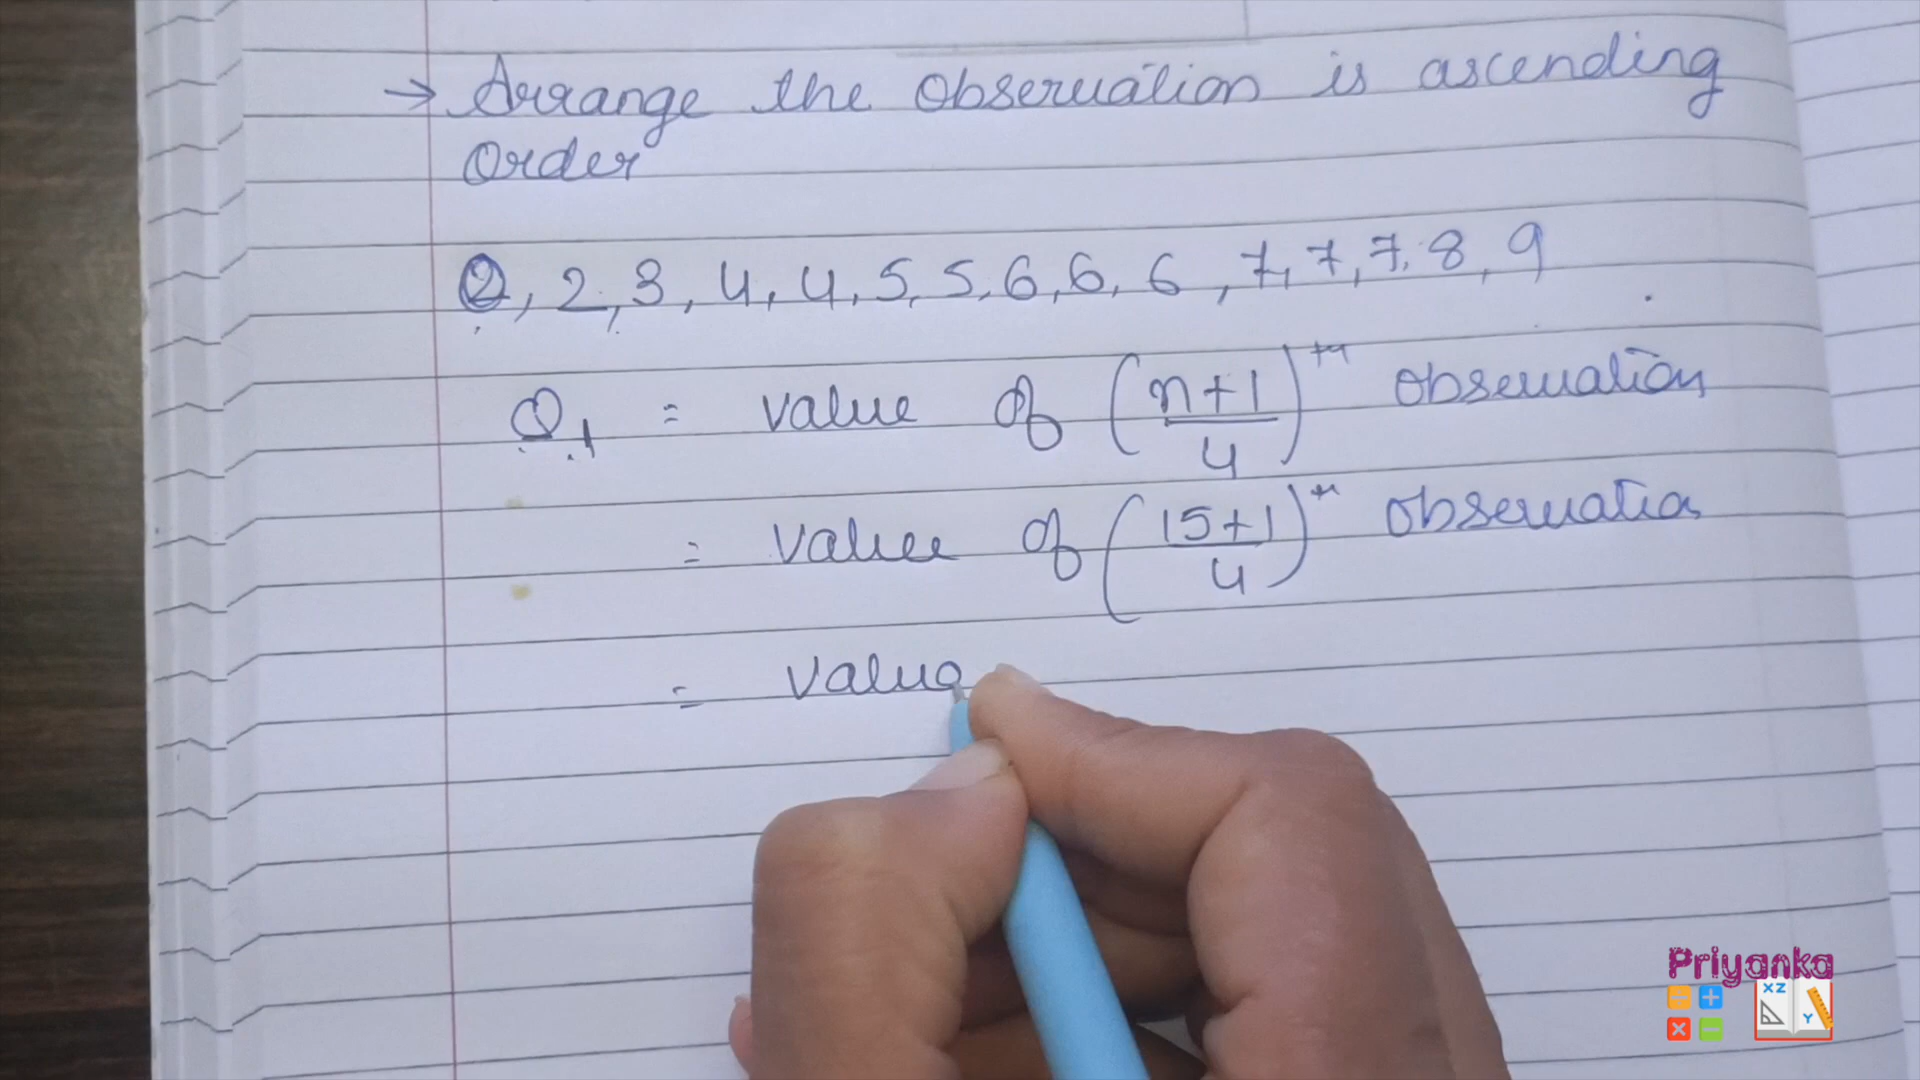 → Arrange the observation is ascending
order
2, 2, 3, 4, 4, 5, 5, 6, 6, 6, 7, 7, 7, 8, 9
Q₁ = value of (n+1/4)ᵗʰ observation
= value of (15+1/4)ᵗʰ observation
= value
Priyanka
XZ
Y